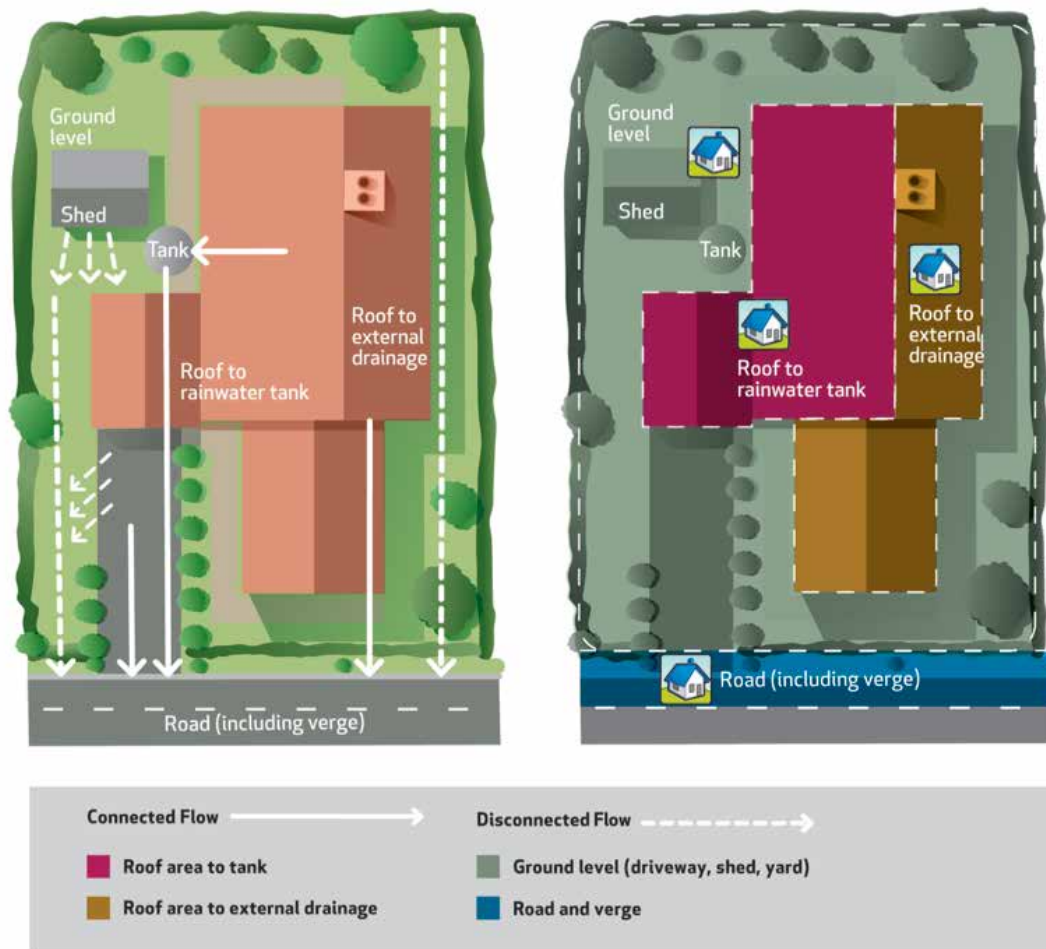 Ground
level
Shed
Tank
Roof to
external
drainage
Roof to
rainwater tank
Road (including verge)
Ground
level
Shed
Tank
Roof to
external
drainage
Roof to
rainwater tank
Road (including verge)
Connected Flow
Disconnected Flow
Roof area to tank
Ground level (driveway, shed, yard)
Roof area to external drainage
Road and verge